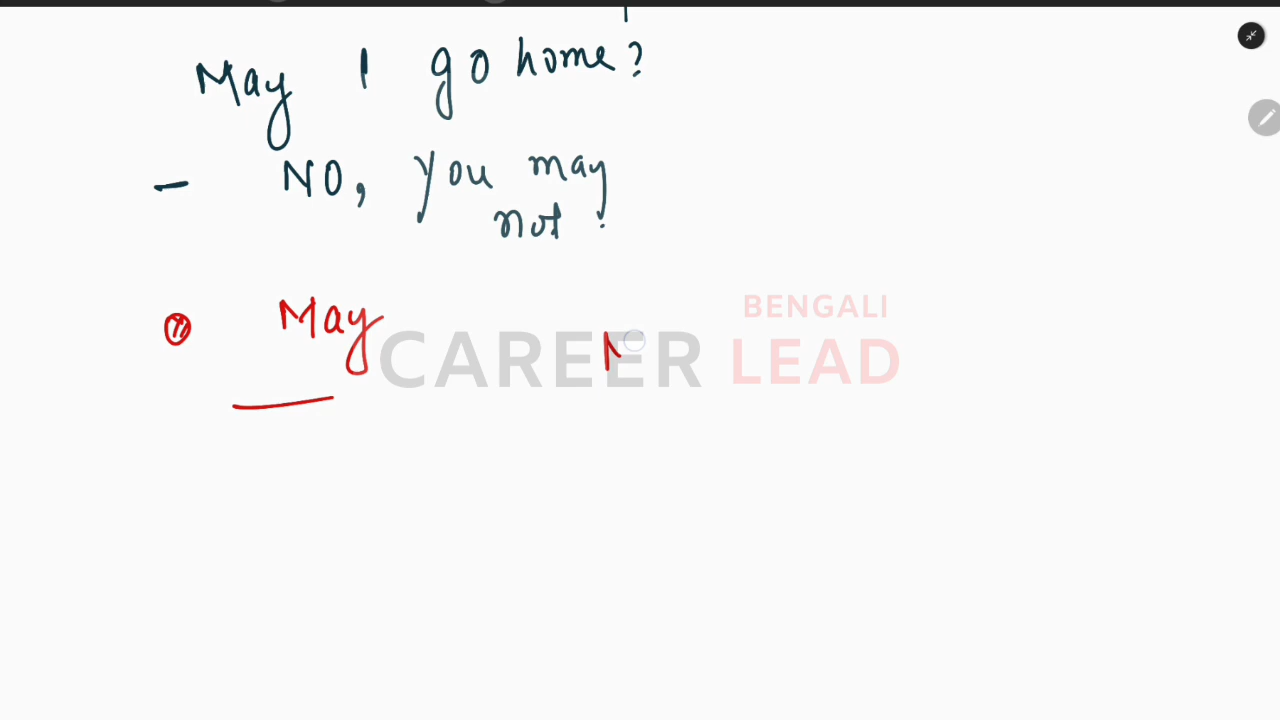 May I go home?
- NO, you may
not.
May
BENGALI
CAREER LEAD